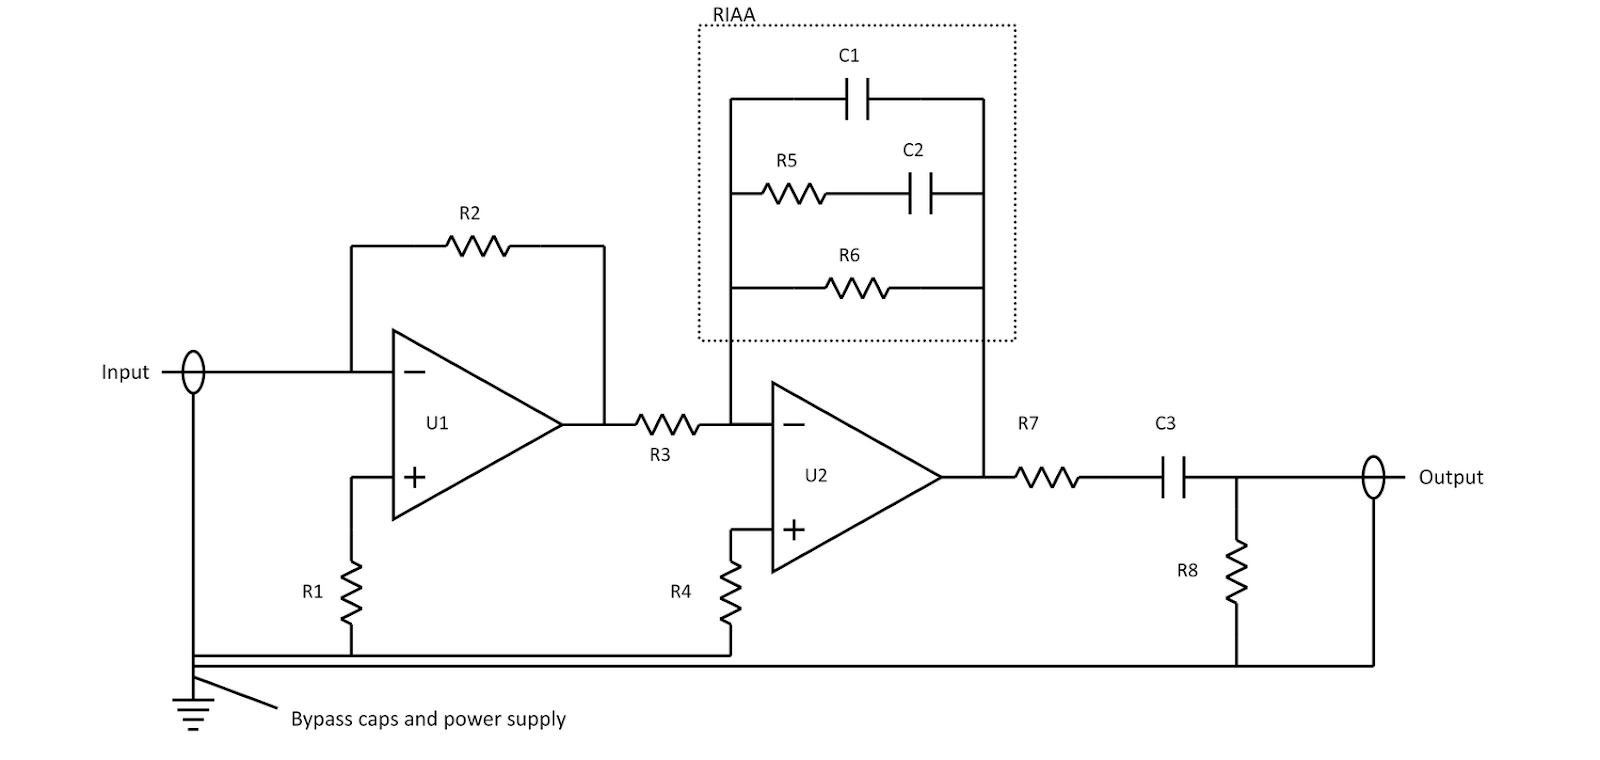 RIAA
C1
C2
R5
R2
R6
Input
U1
R7
C3
R3
U2
Output
R1
R4
R8
Bypass caps and power supply